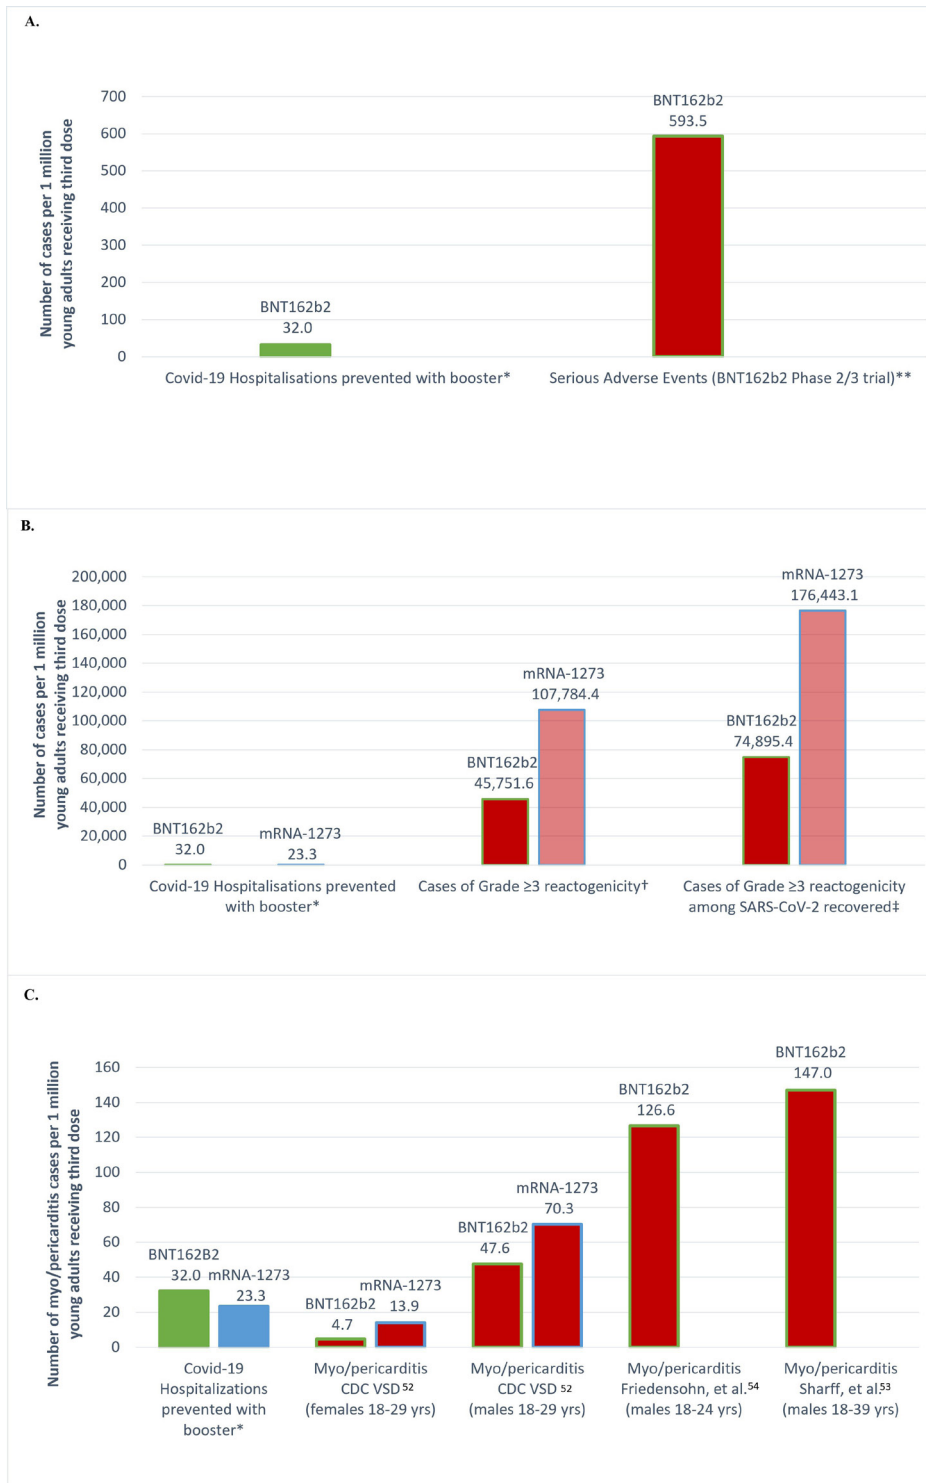 A.
Number of cases per 1 million
young adults receiving third dose
700
600
500
400
300
200
100
0
BNT162b2
32.0
BNT162b2
593.5
Covid-19 Hospitalisations prevented with booster*
Serious Adverse Events (BNT162b2 Phase 2/3 trial)**
B.
Number of cases per 1 million
young adults receiving third dose
200,000
180,000
160,000
140,000
120,000
100,000
80,000
60,000
40,000
20,000
0
BNT162b2
32.0
mRNA-1273
23.3
BNT162b2
45,751.6
mRNA-1273
107,784.4
BNT162b2
74,895.4
mRNA-1273
176,443.1
Covid-19 Hospitalisations prevented
with booster*
Cases of Grade ≥3 reactogenicity†
Cases of Grade ≥3 reactogenicity
among SARS-CoV-2 recovered‡
C.
Number of myo/pericarditis cases per 1 million
young adults receiving third dose
160
140
120
100
80
60
40
20
0
BNT162B2
32.0
mRNA-1273
23.3
BNT162b2
4.7
mRNA-1273
13.9
BNT162b2
47.6
mRNA-1273
70.3
BNT162b2
126.6
BNT162b2
147.0
Covid-19
Hospitalizations
prevented with
booster*
Myo/pericarditis
CDC VSD 52
(females 18-29 yrs)
Myo/pericarditis
CDC VSD 52
(males 18-29 yrs)
Myo/pericarditis
Friedensohn, et al.54
(males 18-24 yrs)
Myo/pericarditis
Sharff, et al.53
(males 18-39 yrs)